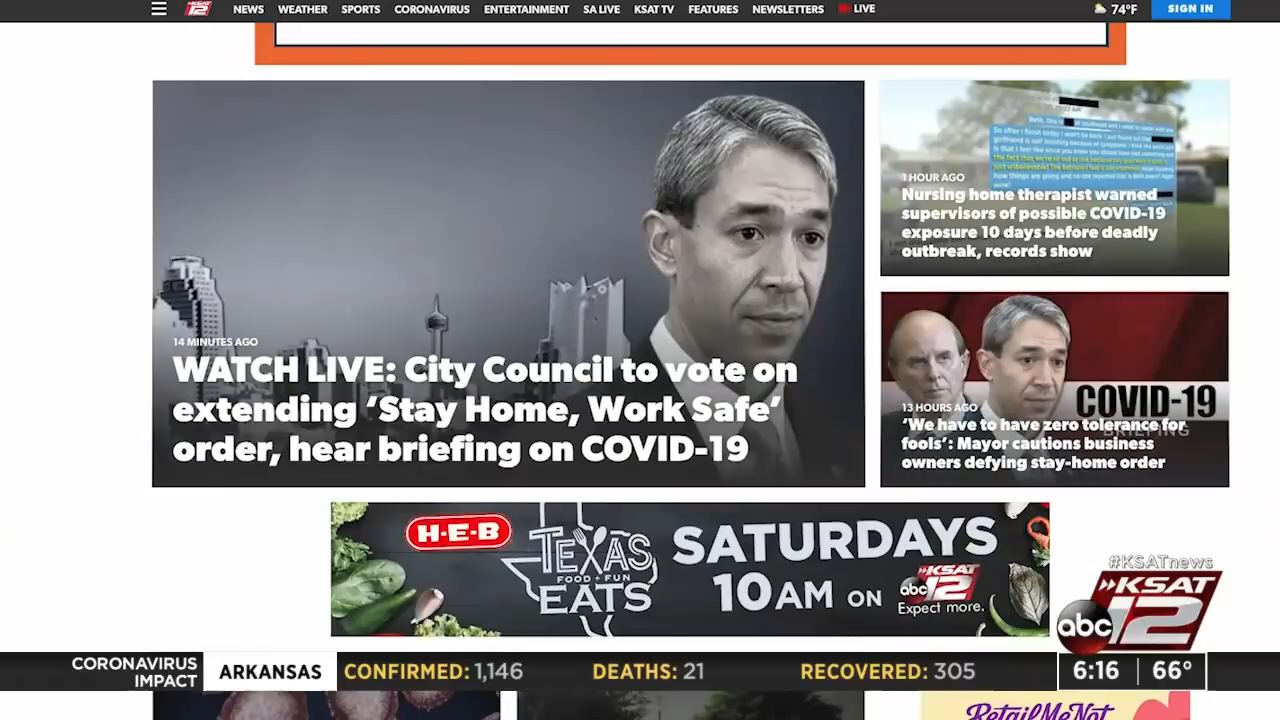 KSAT 12
NEWS WEATHER SPORTS CORONAVIRUS ENTERTAINMENT SA LIVE KSAT TV FEATURES NEWSLETTERS LIVE
74°F
SIGN IN
14 MINUTES AGO
WATCH LIVE: City Council to vote on
extending ‘Stay Home, Work Safe’
order, hear briefing on COVID-19
1 HOUR AGO
Nursing home therapist warned
supervisors of possible COVID-19
exposure 10 days before deadly
outbreak, records show
COVID-19
BRIEFING
13 HOURS AGO
‘We have to have zero tolerance for
fools’: Mayor cautions business
owners defying stay-home order
H-E-B
TEXAS
FOOD + FUN
EATS
SATURDAYS
10AM ON
abc KSAT 12
Expect more.
#KSATnews
KSAT
abc 12
CORONAVIRUS
IMPACT
ARKANSAS
CONFIRMED: 1,146
DEATHS: 21
RECOVERED: 305
6:16
66°
RetailMeNot